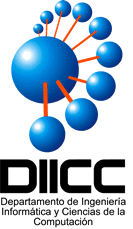 DIICC
Departamento de Ingeniería
Informática y Ciencias de la
Computación